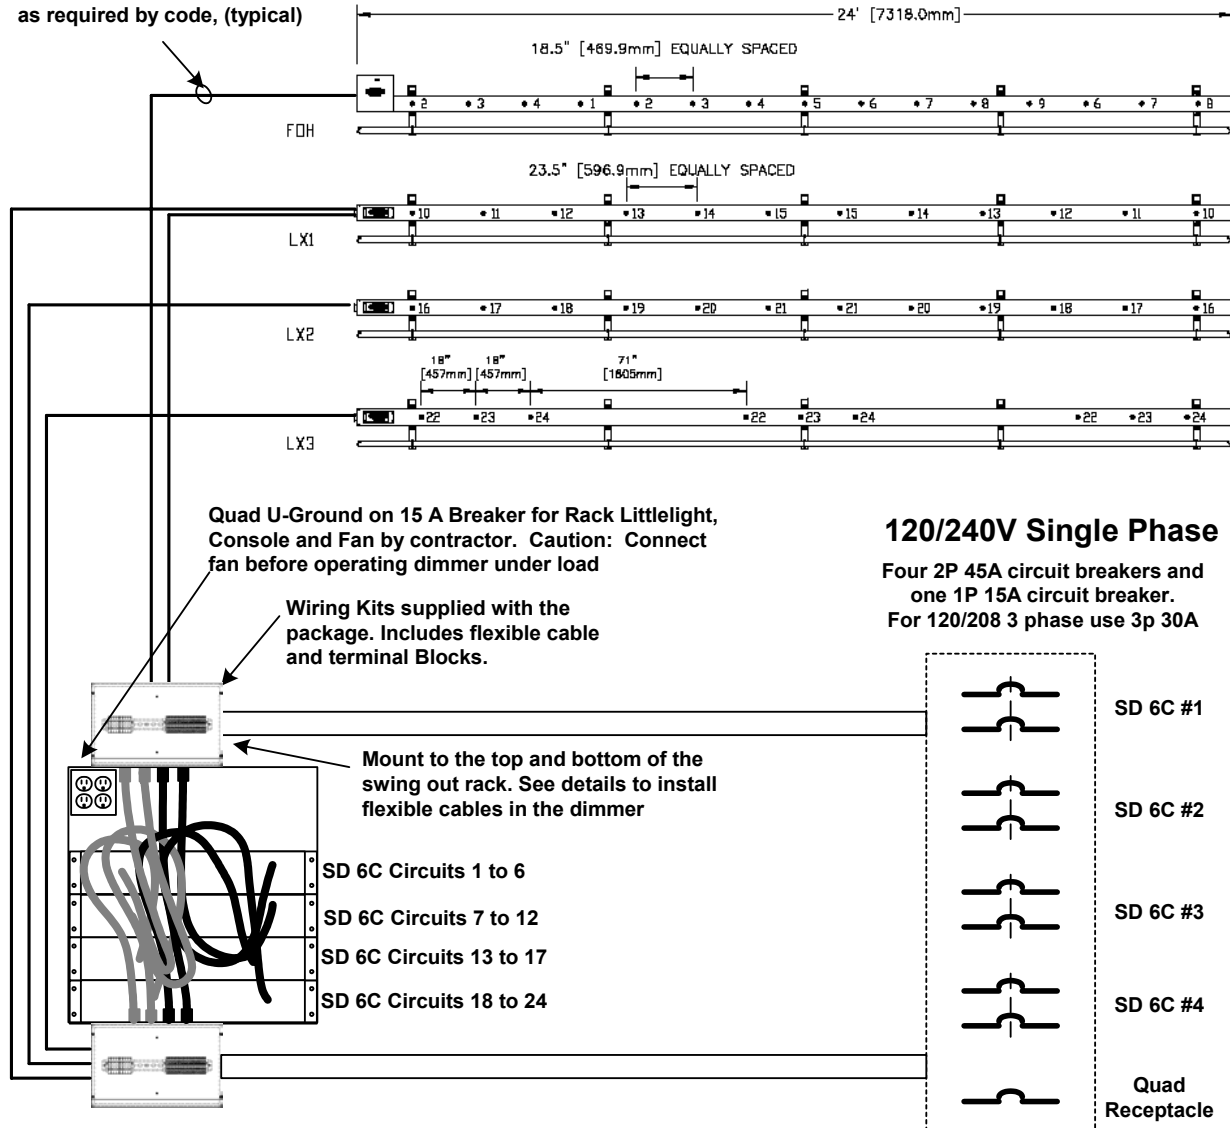 as required by code, (typical)
24' [7318.0mm]
18.5" [469.9mm] EQUALLY SPACED
2 3 4 1 2 3 4 5 6 7 8 9 6 7 8
FOH
23.5" [596.9mm] EQUALLY SPACED
10 11 12 13 14 15 15 14 13 12 11 10
LX1
16 17 18 19 20 21 21 20 19 18 17 16
LX2
18" 18" 71"
[457mm] [457mm] [1805mm]
22 23 24 22 23 24 22 23 24
LX3
Quad U-Ground on 15 A Breaker for Rack Littlelight,
Console and Fan by contractor. Caution: Connect
fan before operating dimmer under load
Wiring Kits supplied with the
package. Includes flexible cable
and terminal Blocks.
120/240V Single Phase
Four 2P 45A circuit breakers and
one 1P 15A circuit breaker.
For 120/208 3 phase use 3p 30A
SD 6C #1
Mount to the top and bottom of the
swing out rack. See details to install
flexible cables in the dimmer
SD 6C #2
SD 6C Circuits 1 to 6
SD 6C Circuits 7 to 12
SD 6C #3
SD 6C Circuits 13 to 17
SD 6C Circuits 18 to 24
SD 6C #4
Quad
Receptacle